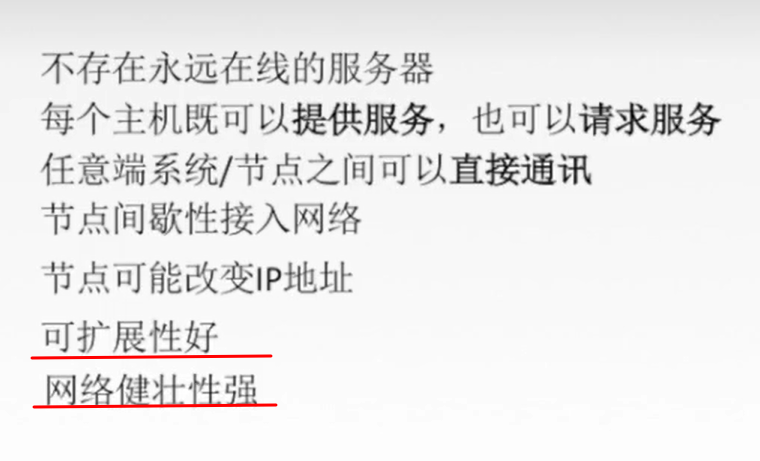 不存在永远在线的服务器
每个主机既可以提供服务，也可以请求服务
任意端系统/节点之间可以直接通讯
节点间歇性接入网络
节点可能改变IP地址
可扩展性好
网络健壮性强